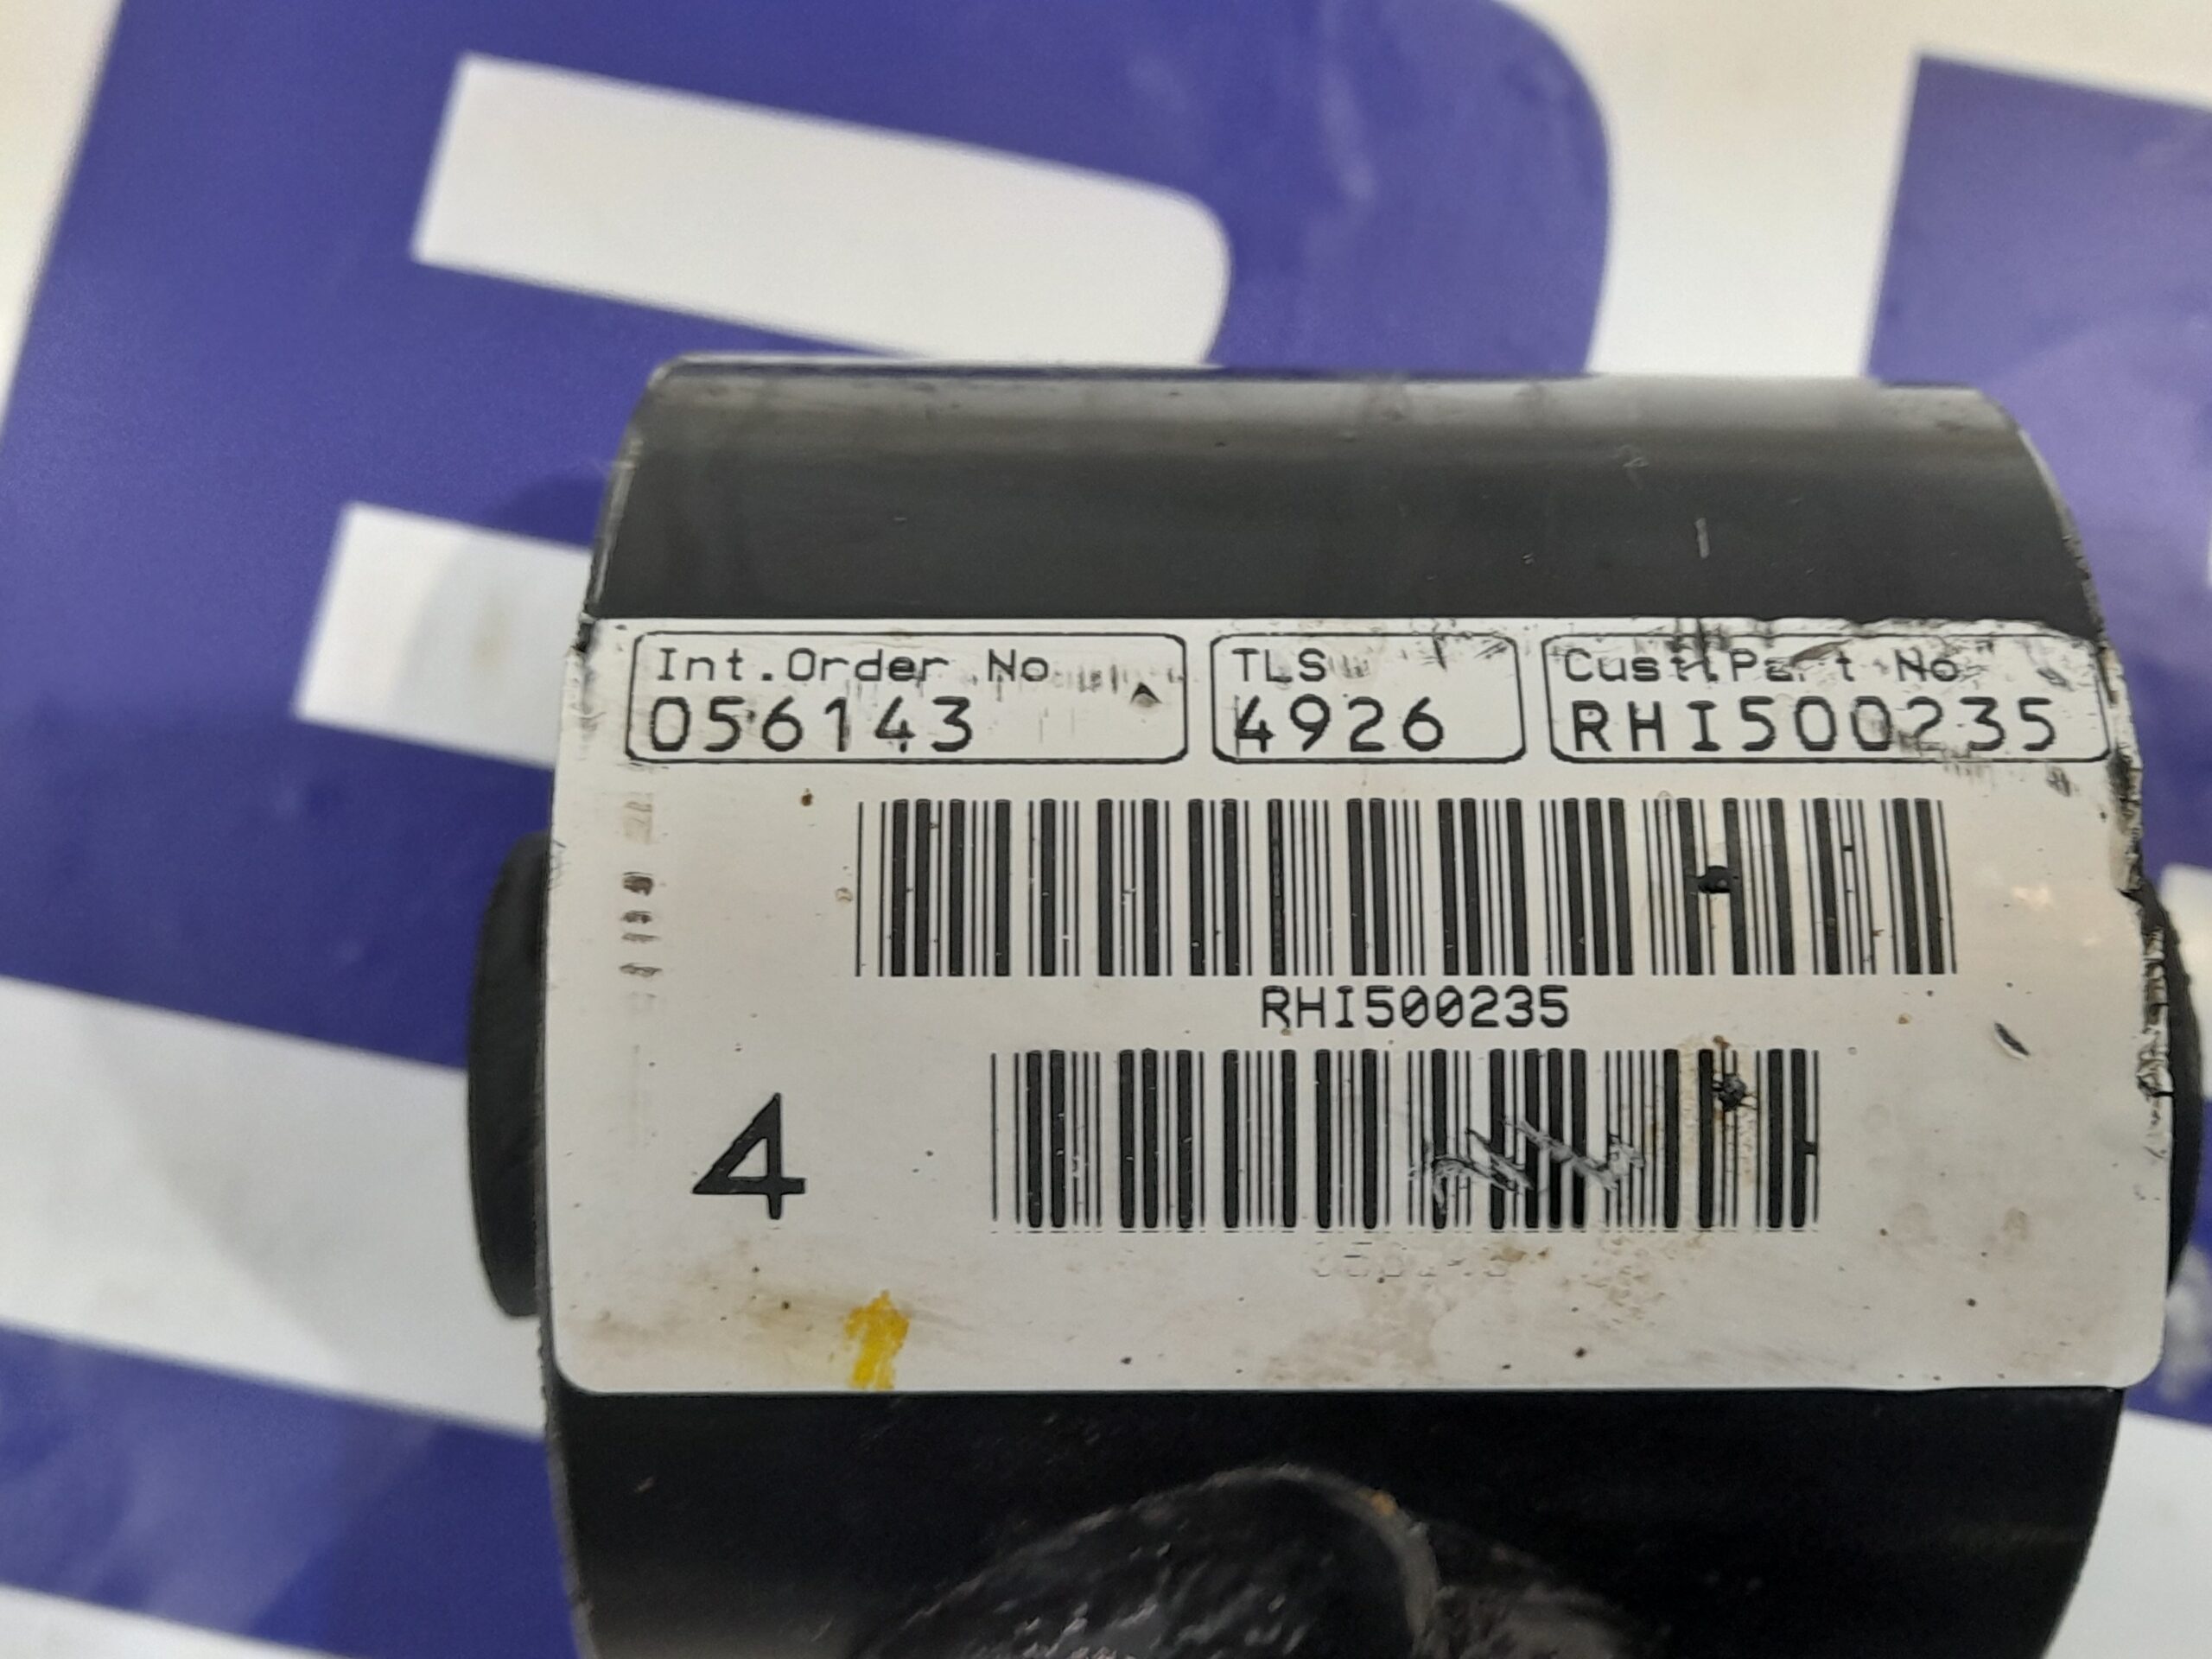 Int.Order No TLS Cust.Part No
056143 4926 RHI500235
RHI500235
4